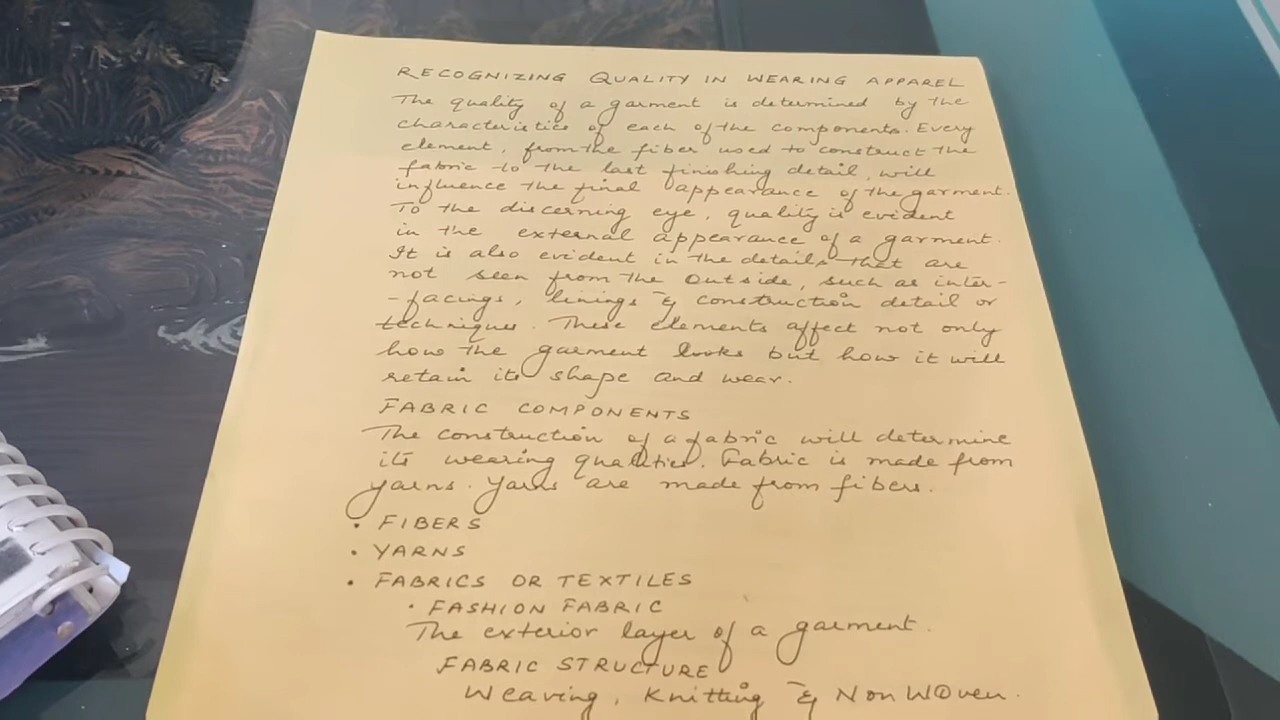 RECOGNIZING QUALITY IN WEARING APPAREL
The quality of a garment is determined by the
characteristics of each of the components. Every
element, from the fiber used to construct the
fabric to the last finishing detail, will
influence the final appearance of the garment.
To the discerning eye, quality is evident
in the external appearance of a garment.
It is also evident in the details that are
not seen from the outside, such as inter-
-facings, linings & construction detail or
techniques. These elements affect not only
how the garment looks but how it will
retain its shape and wear.
FABRIC COMPONENTS
The construction of a fabric will determine
its wearing qualities. Fabric is made from
yarns. Yarns are made from fibers.
• FIBERS
• YARNS
• FABRICS OR TEXTILES
• FASHION FABRIC
The exterior layer of a garment.
FABRIC STRUCTURE
Weaving, Knitting & Non Woven.